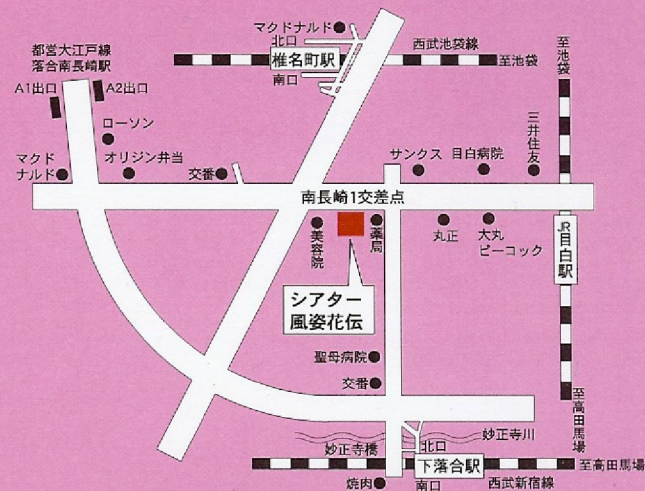 マクドナルド
北口
西武池袋線
都営大江戸線
落合南長崎駅
椎名町駅
至池袋
至池袋
南口
A1出口
A2出口
ローソン
三井住友
マクド
ナルド
オリジン弁当
交番
サンクス
目白病院
南長崎1交差点
美容院
薬局
丸正
大丸
ピーコック
JR目白駅
シアター
風姿花伝
聖母病院
交番
至高田馬場
妙正寺川
妙正寺橋
北口
下落合駅
至高田馬場
焼肉
南口
西武新宿線